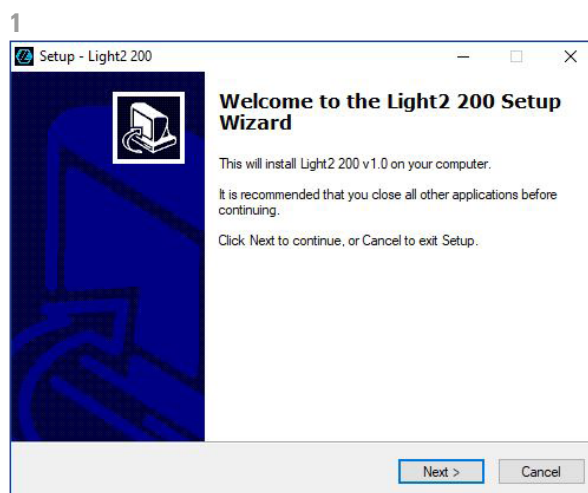 1
Setup - Light2 200
Welcome to the Light2 200 Setup
Wizard
This will install Light2 200 v1.0 on your computer.
It is recommended that you close all other applications before
continuing.
Click Next to continue, or Cancel to exit Setup.
Next >
Cancel